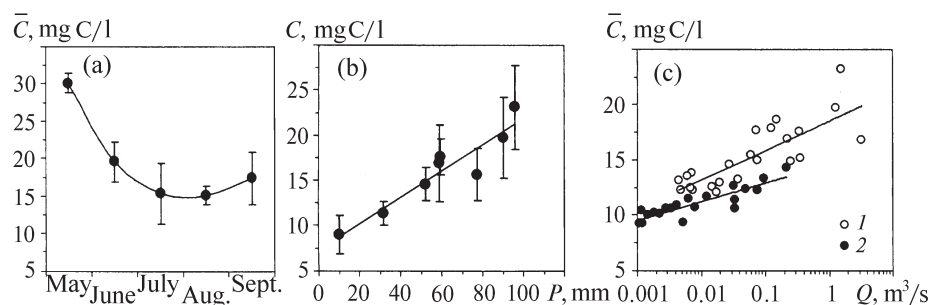 C̅, mg C/l
(a)
30
25
20
15
10
5
May June July Aug. Sept.
C, mg C/l
(b)
25
20
15
10
5
0 20 40 60 80 100 P, mm
C̅, mg C/l
(c)
20
15
10
5
1
2
0.001 0.01 0.1 1 Q, m³/s